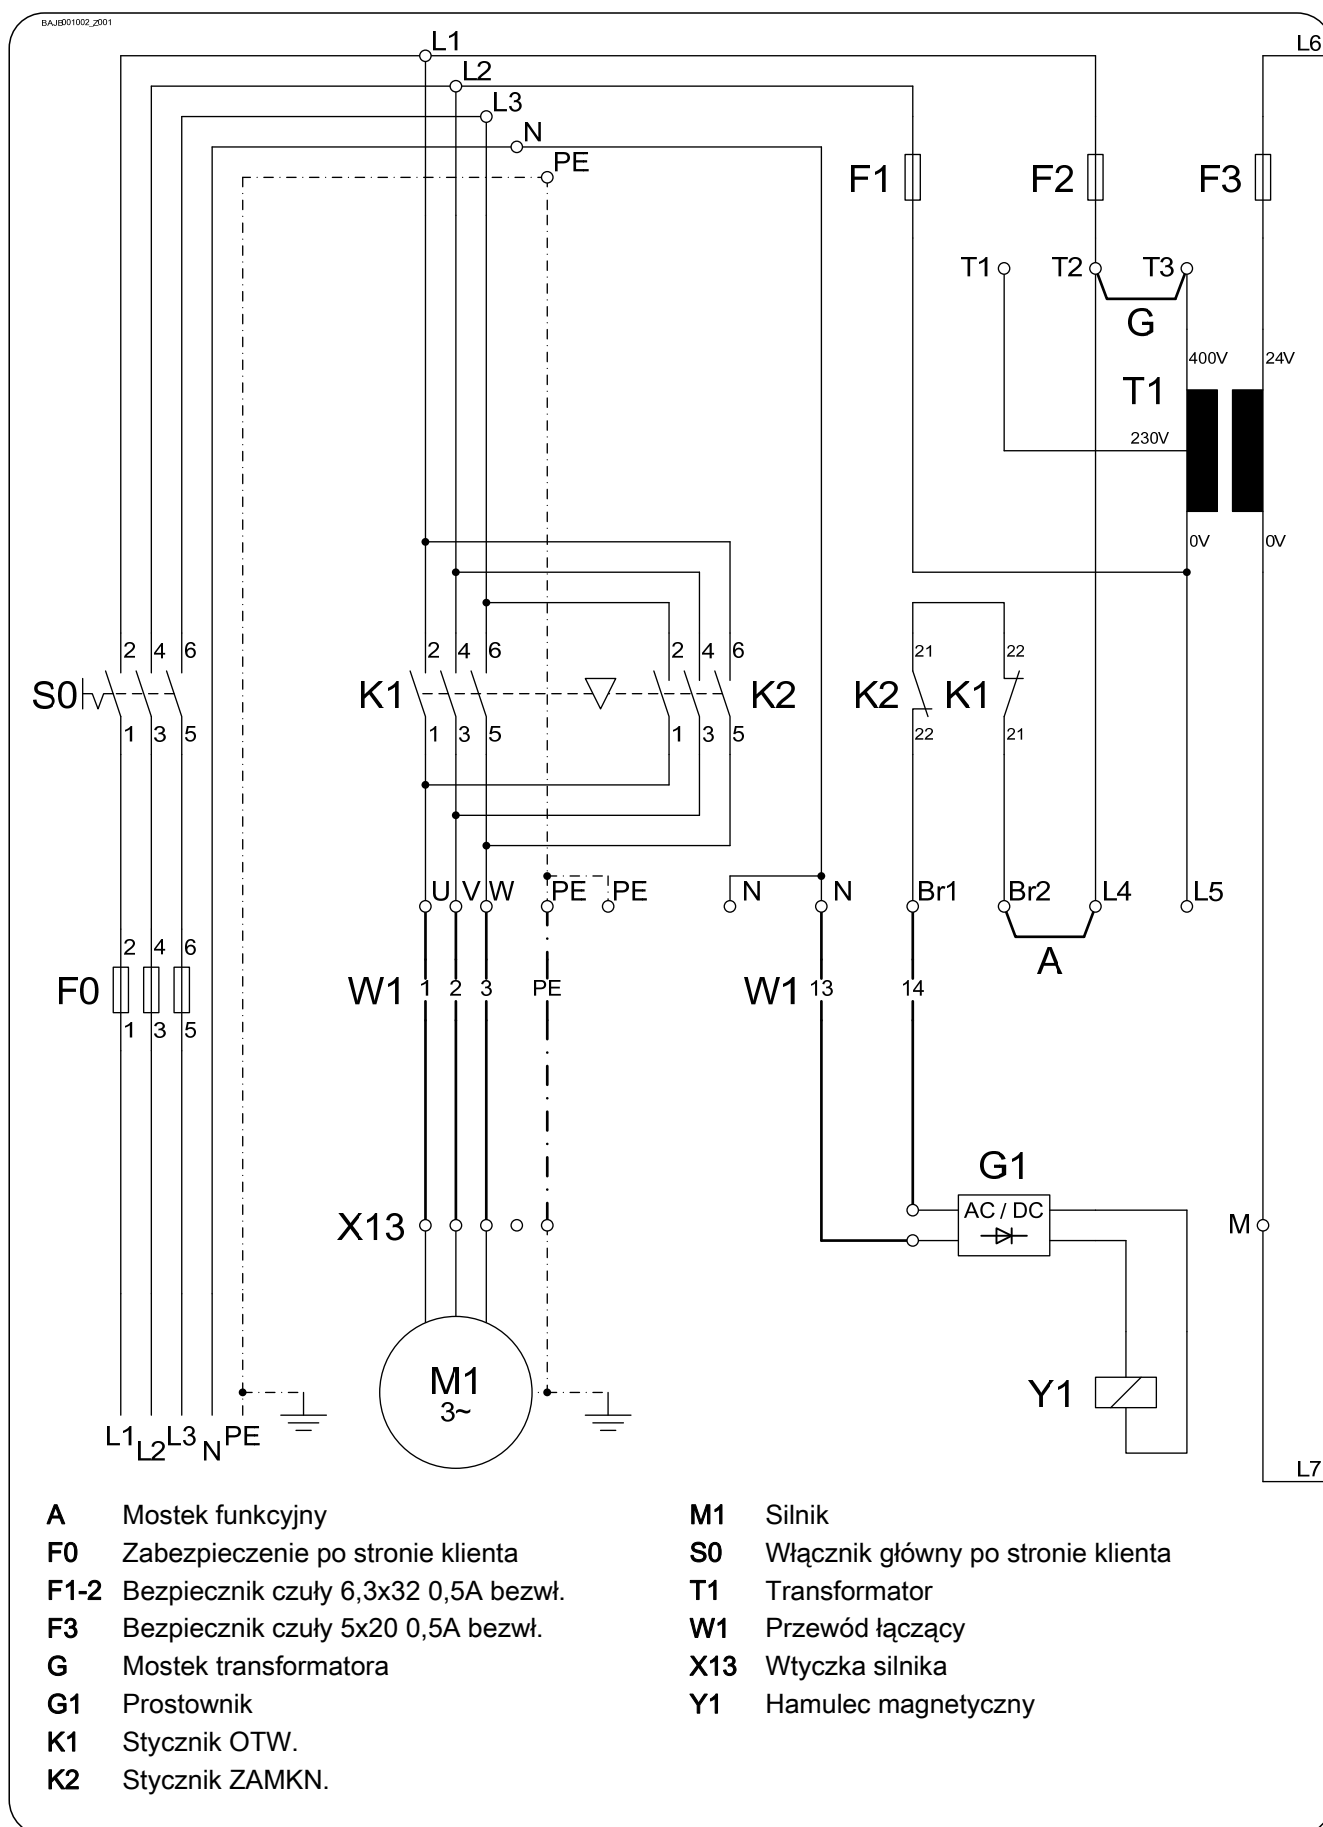 BAJB001002_Z001
L1
L6
L2
L3
N
PE
F1
F2
F3
T1 T2 T3
G
400V 24V
T1
230V
0V 0V
2 4 6
2 4 6
2 4 6
21 22
S0 K1 K2 K2 K1
1 3 5
1 3 5
1 3 5
22 21
U V W PE PE N N Br1 Br2 L4 L5
A
2 4 6
F0
W1 1 2 3 PE
W1 13 14
1 3 5
G1
AC / DC
X13
M
M1
3~
Y1
L1 L2 L3 N PE
L7
A Mostek funkcyjny
F0 Zabezpieczenie po stronie klienta
F1-2 Bezpiecznik czuły 6,3x32 0,5A bezwł.
F3 Bezpiecznik czuły 5x20 0,5A bezwł.
G Mostek transformatora
G1 Prostownik
K1 Stycznik OTW.
K2 Stycznik ZAMKN.
M1 Silnik
S0 Włącznik główny po stronie klienta
T1 Transformator
W1 Przewód łączący
X13 Wtyczka silnika
Y1 Hamulec magnetyczny